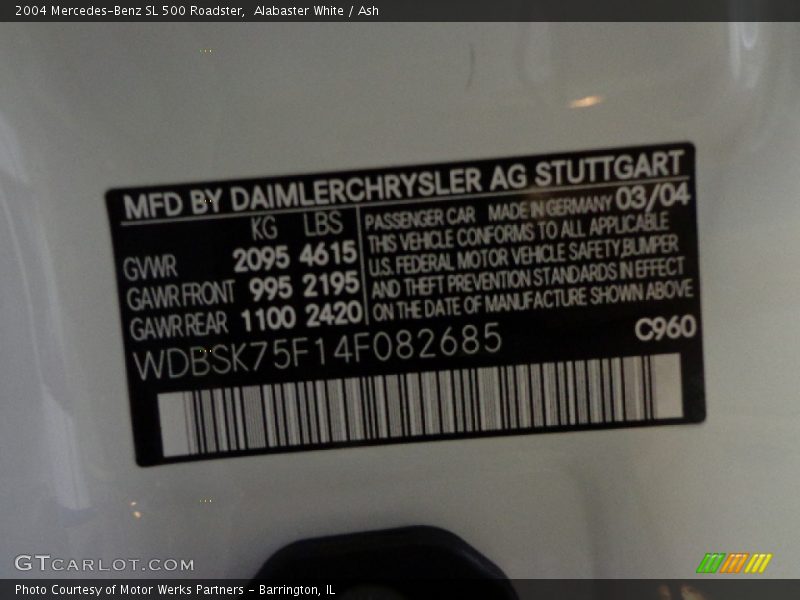 2004 Mercedes-Benz SL 500 Roadster,  Alabaster White / Ash
MFD BY DAIMLERCHRYSLER AG STUTTGART
KG LBS
GVWR 2095 4615
GAWR FRONT 995 2195
GAWR REAR 1100 2420
PASSENGER CAR MADE IN GERMANY 03/04
THIS VEHICLE CONFORMS TO ALL APPLICABLE
U.S. FEDERAL MOTOR VEHICLE SAFETY,BUMPER
AND THEFT PREVENTION STANDARDS IN EFFECT
ON THE DATE OF MANUFACTURE SHOWN ABOVE
WDBSK75F14F082685 C960
GTCARLOT.COM
Photo Courtesy of Motor Werks Partners - Barrington, IL